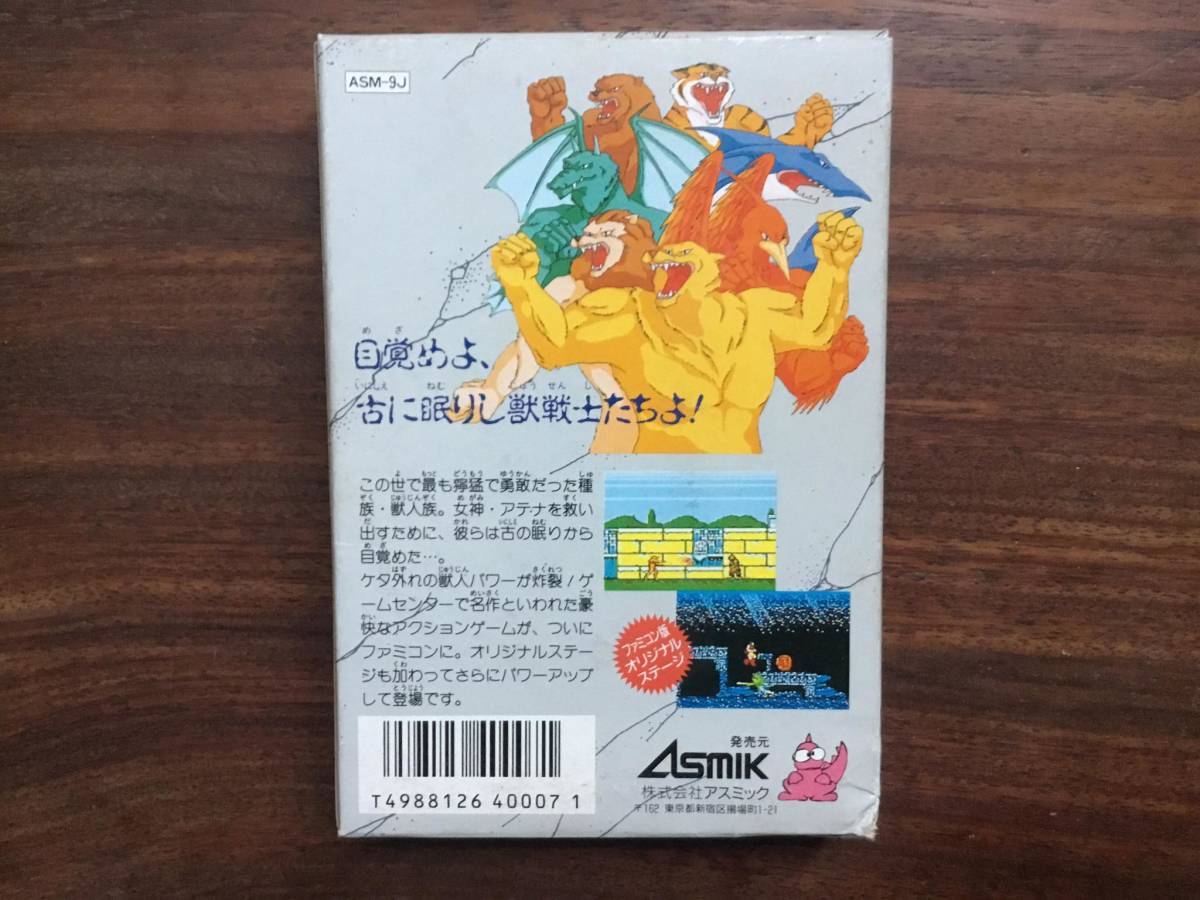 ASM-9J
目覚めよ、
古に眠りし獣戦士たちよ!
この世で最も獰猛で勇敢だった種
族・獣人族。女神・アテナを救い
出すために、彼らは古の眠りから
目覚めた…。
ケタ外れの獣人パワーが炸裂!ゲ
ームセンターで名作といわれた豪
快なアクションゲームが、ついに
ファミコンに。オリジナルステー
ジも加わってさらにパワーアップ
して登場です。
ファミコン版
オリジナル
ステージ
T4988126 40007 1
発売元
ASMIK
株式会社アスミック
〒162 東京都新宿区揚場町1-21